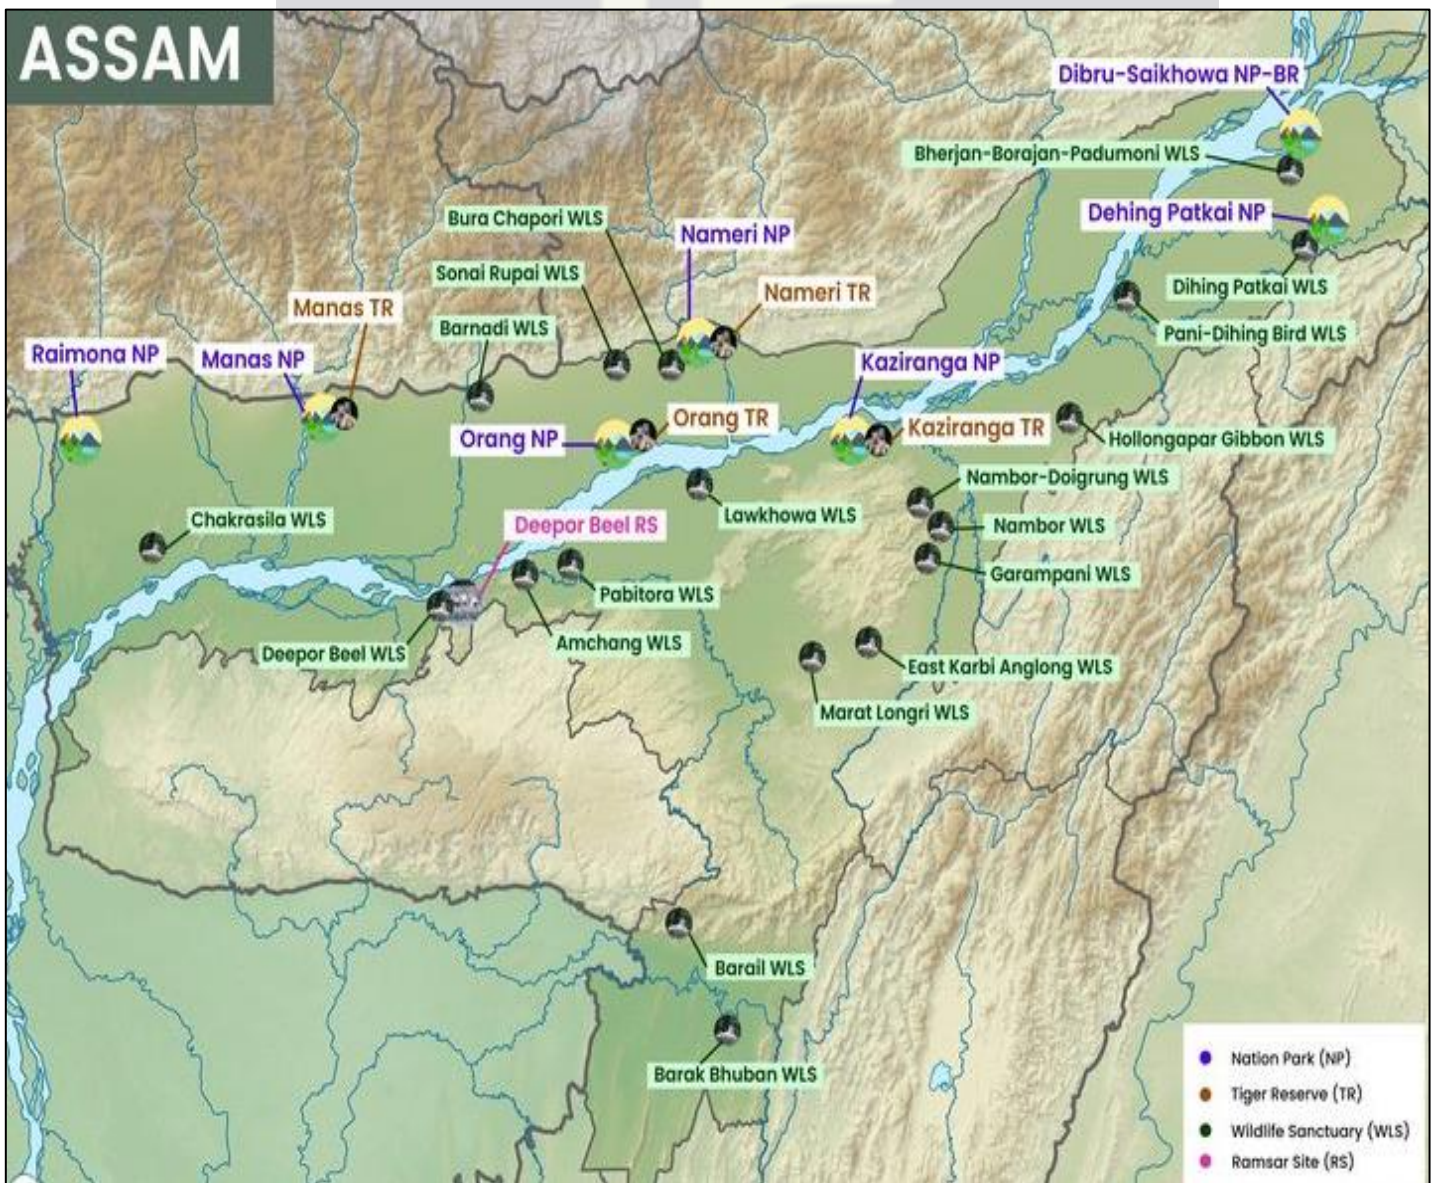 ASSAM
Dibru-Saikhowa NP-BR
Bherjan-Borajan-Padumoni WLS
Dehing Patkai NP
Bura Chapori WLS
Nameri NP
Sonai Rupai WLS
Nameri TR
Dihing Patkai WLS
Manas TR
Barnadi WLS
Pani-Dihing Bird WLS
Raimona NP
Manas NP
Kaziranga NP
Orang TR
Kaziranga TR
Orang NP
Hollongapar Gibbon WLS
Nambor-Doigrung WLS
Chakrasila WLS
Deepor Beel RS
Lawkhowa WLS
Nambor WLS
Garampani WLS
Pabitora WLS
Deepor Beel WLS
Amchang WLS
East Karbi Anglong WLS
Marat Longri WLS
Barail WLS
Barak Bhuban WLS
Nation Park (NP)
Tiger Reserve (TR)
Wildlife Sanctuary (WLS)
Ramsar Site (RS)